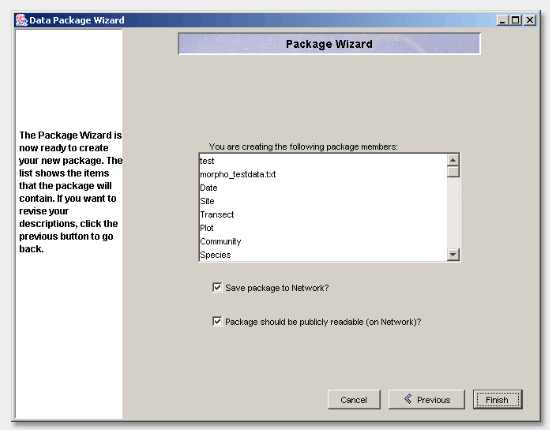 Data Package Wizard
Package Wizard
The Package Wizard is
now ready to create
your new package. The
list shows the items
that the package will
contain. If you want to
revise your
descriptions, click the
previous button to go
back.
You are creating the following package members:
test
morpho_testdata.txt
Date
Site
Transect
Plot
Community
Species
Save package to Network?
Package should be publicly readable (on Network)?
Cancel
Previous
Finish